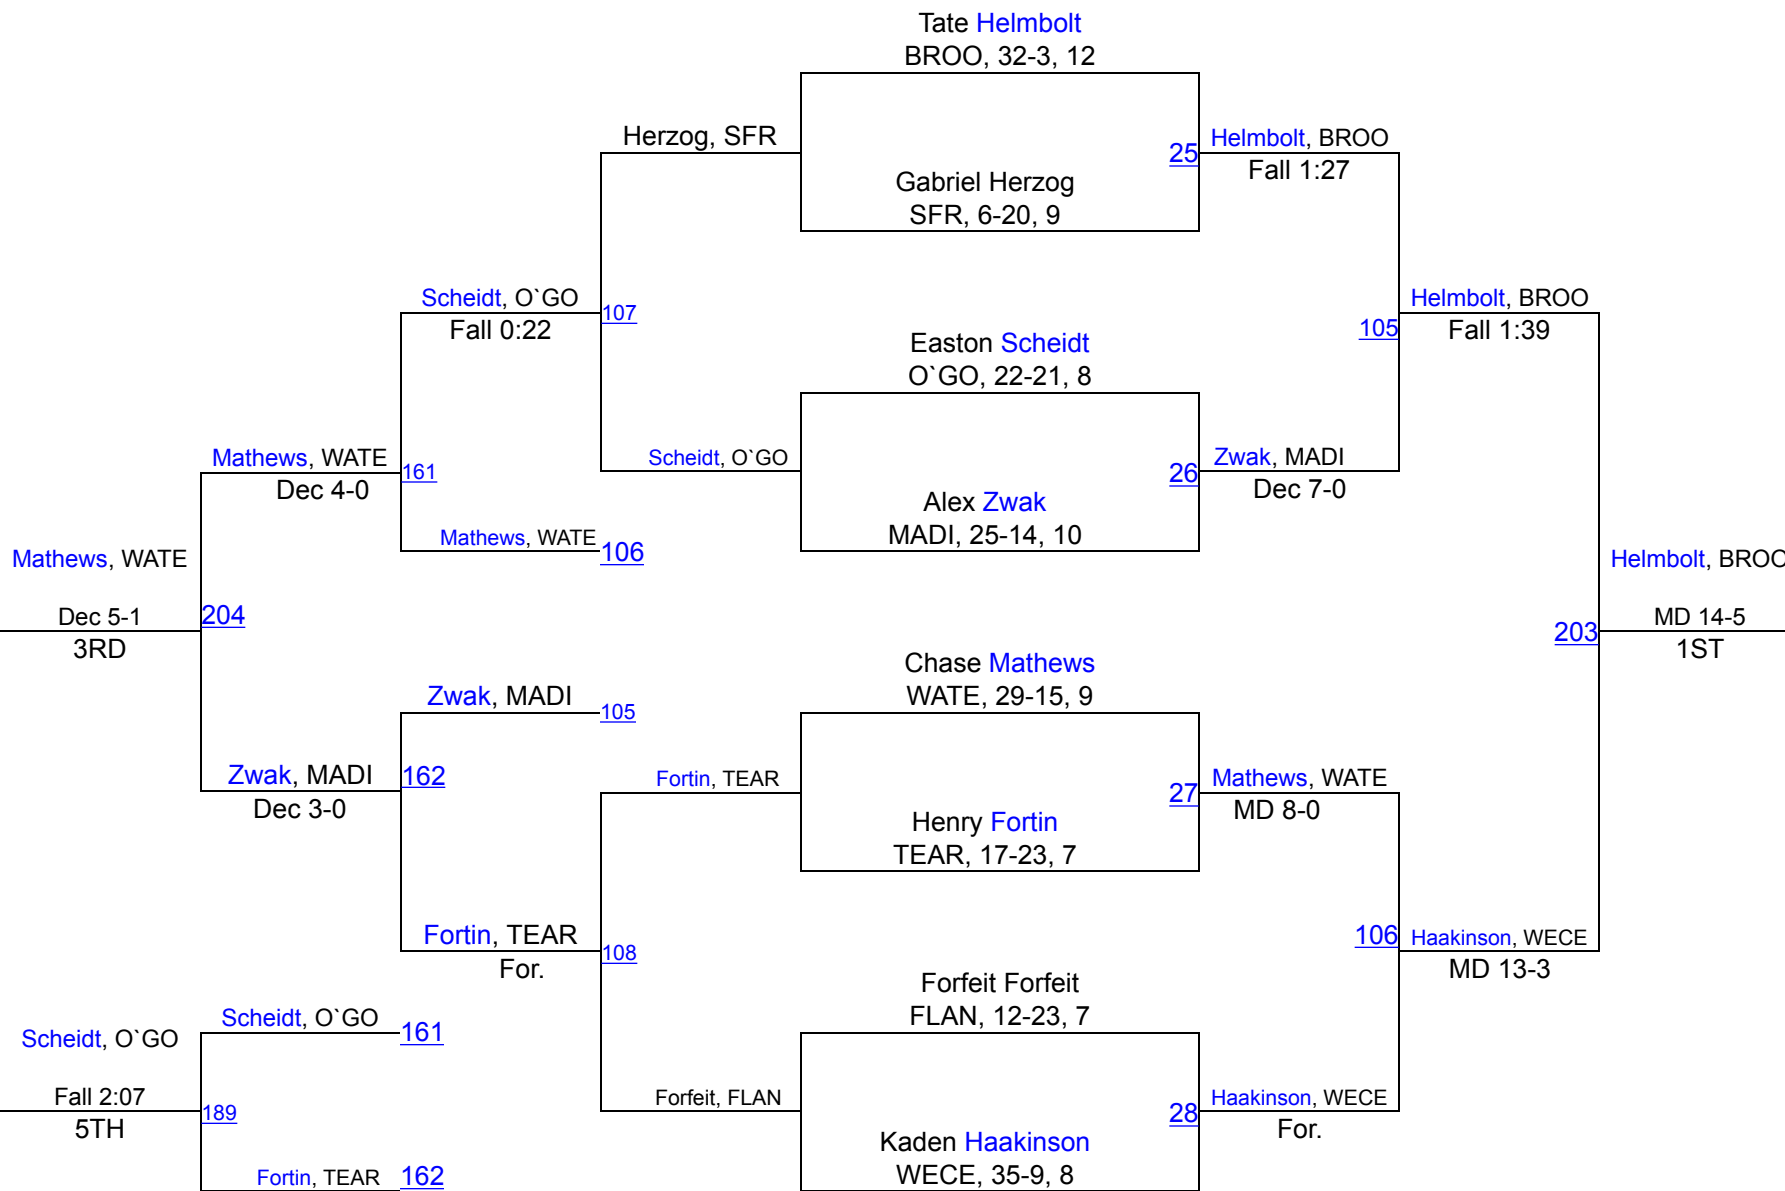 Tate Helmbolt
BROO, 32-3, 12
Herzog, SFR
25
Helmbolt, BROO
Fall 1:27
Gabriel Herzog
SFR, 6-20, 9
Scheidt, O`GO
Fall 0:22
107
Helmbolt, BROO
105
Fall 1:39
Easton Scheidt
O`GO, 22-21, 8
Mathews, WATE
Dec 4-0
161
Scheidt, O`GO
26
Zwak, MADI
Dec 7-0
Alex Zwak
MADI, 25-14, 10
Mathews, WATE
106
Mathews, WATE
Dec 5-1
3RD
204
Helmbolt, BROO
203
MD 14-5
1ST
Chase Mathews
WATE, 29-15, 9
Zwak, MADI
105
Zwak, MADI
Dec 3-0
162
Fortin, TEAR
27
Mathews, WATE
MD 8-0
Henry Fortin
TEAR, 17-23, 7
Fortin, TEAR
For.
108
106
Haakinson, WECE
MD 13-3
Forfeit Forfeit
FLAN, 12-23, 7
Scheidt, O`GO
161
Scheidt, O`GO
Fall 2:07
5TH
189
Forfeit, FLAN
28
Haakinson, WECE
For.
Kaden Haakinson
WECE, 35-9, 8
Fortin, TEAR
162